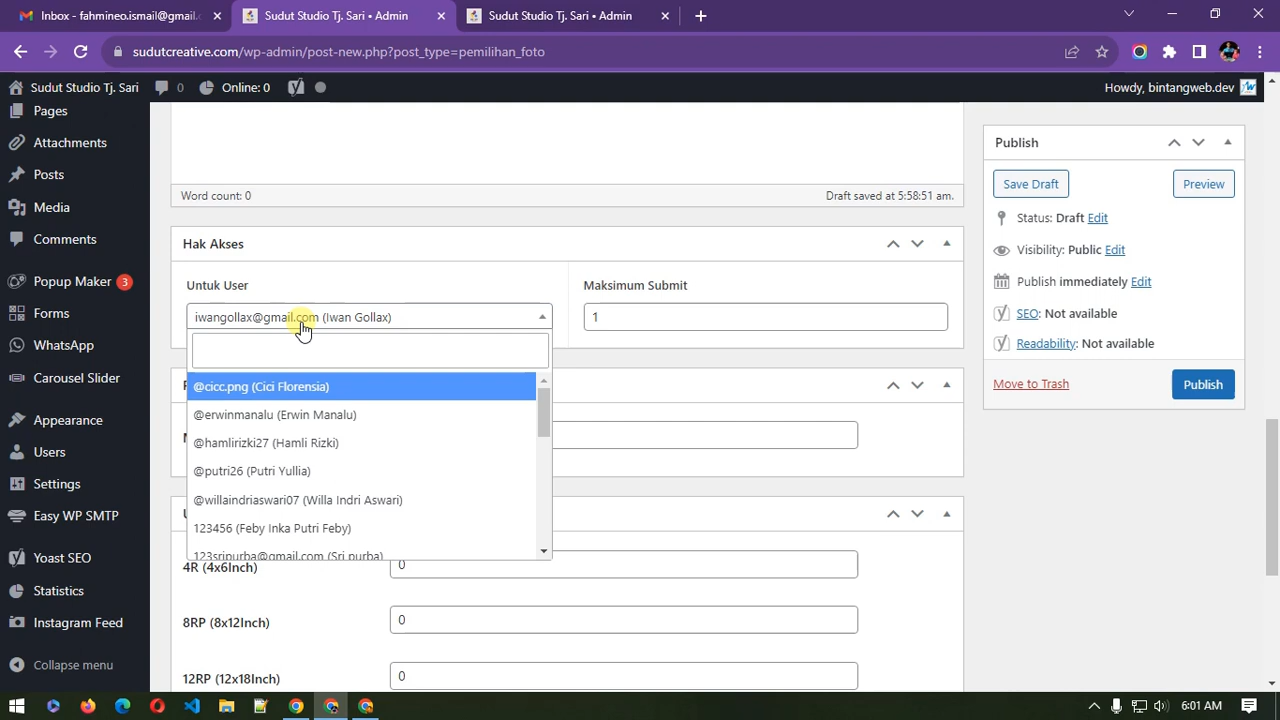 Inbox - fahmineo.ismail@gmail.c
Sudut Studio Tj. Sari • Admin
Sudut Studio Tj. Sari • Admin
sudutcreative.com/wp-admin/post-new.php?post_type=pemilihan_foto
Sudut Studio Tj. Sari
0
Online: 0
Howdy, bintangweb.dev
Pages
Attachments
Posts
Media
Comments
Popup Maker 3
Forms
WhatsApp
Carousel Slider
Appearance
Users
Settings
Easy WP SMTP
Yoast SEO
Statistics
Instagram Feed
Collapse menu
Word count: 0
Draft saved at 5:58:51 am.
Hak Akses
Untuk User
iwangollax@gmail.com (Iwan Gollax)
@cicc.png (Cici Florensia)
@erwinmanalu (Erwin Manalu)
@hamlirizki27 (Hamli Rizki)
@putri26 (Putri Yullia)
@willaindriaswari07 (Willa Indri Aswari)
123456 (Feby Inka Putri Feby)
123sripurba@gmail.com (Sri purba)
Maksimum Submit
1
4R (4x6Inch)
0
8RP (8x12Inch)
0
12RP (12x18Inch)
0
Publish
Save Draft
Preview
Status: Draft Edit
Visibility: Public Edit
Publish immediately Edit
SEO: Not available
Readability: Not available
Move to Trash
Publish
6:01 AM